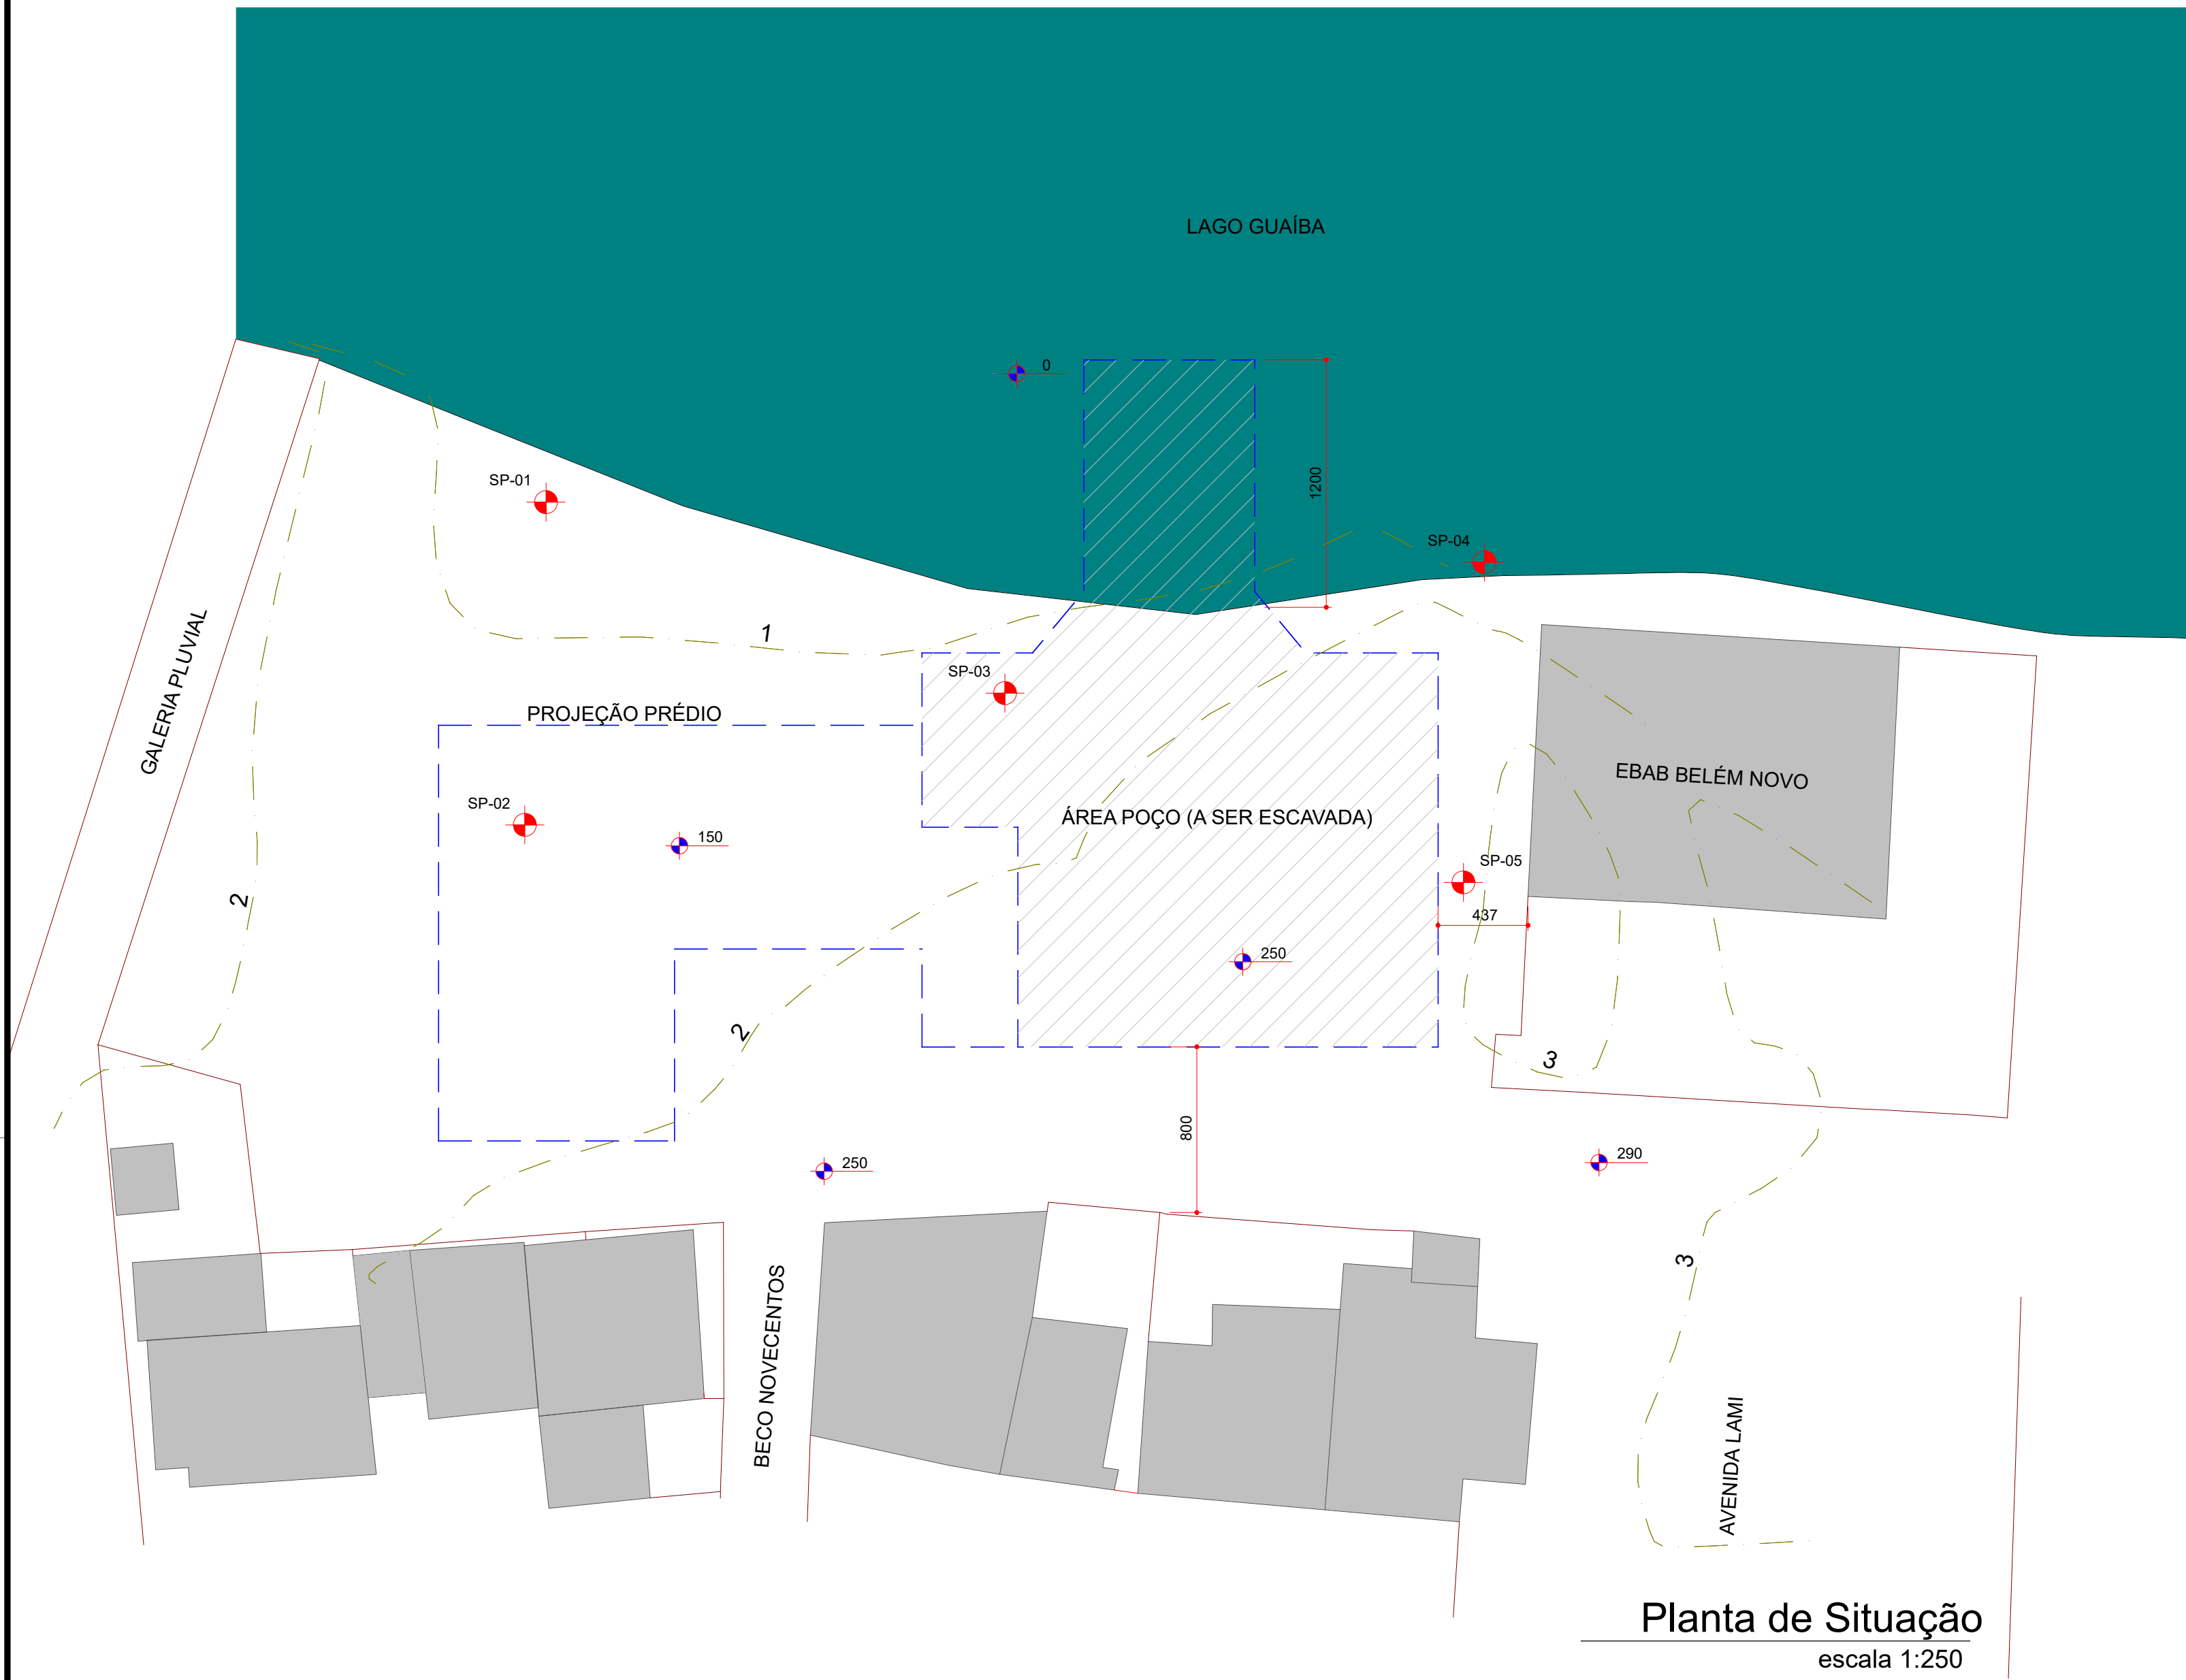 LAGO GUAÍBA
0
1200
SP-01
SP-04
GALERIA PLUVIAL
1
SP-03
PROJEÇÃO PRÉDIO
EBAB BELÉM NOVO
SP-02
ÁREA POÇO (A SER ESCAVADA)
150
SP-05
2
437
250
2
3
800
250
290
3
BECO NOVECENTOS
AVENIDA LAMI
Planta de Situação
escala 1:250